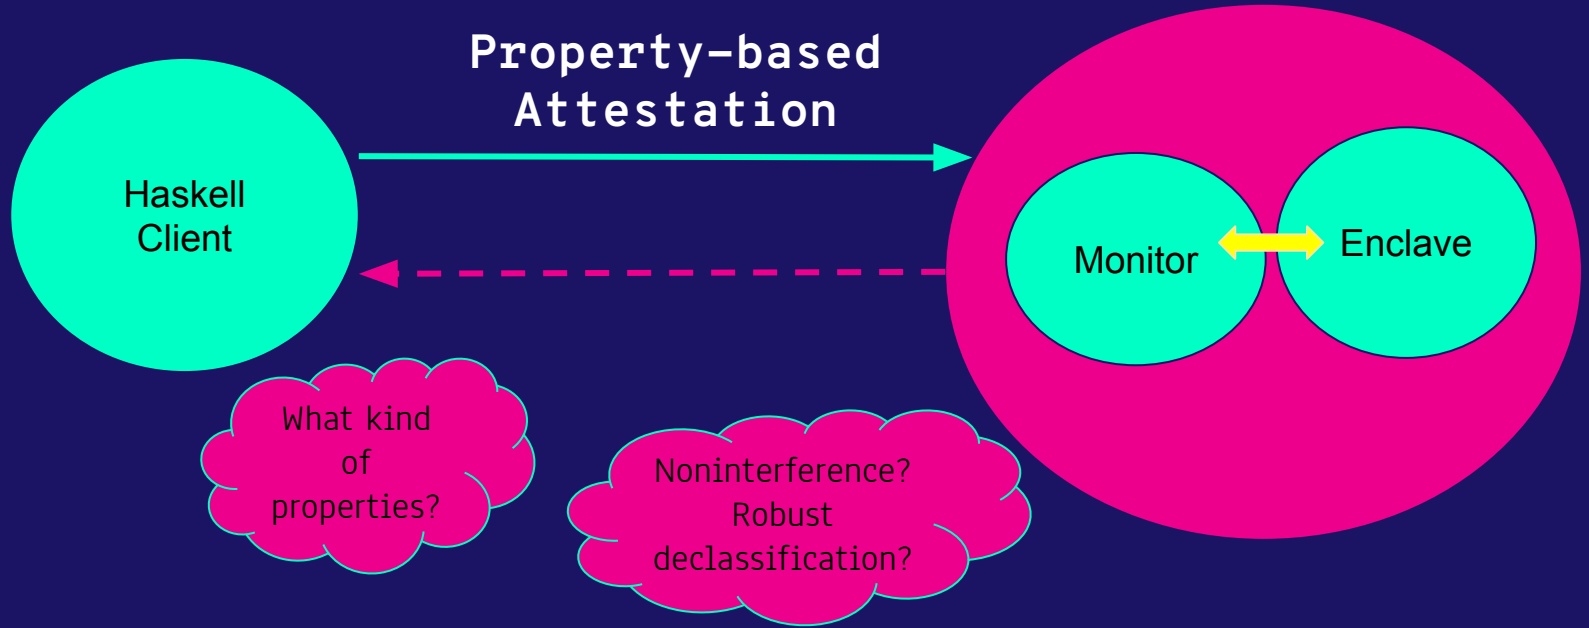 Property-based
Attestation
Haskell
Client
Monitor
Enclave
What kind
of
properties?
Noninterference?
Robust
declassification?